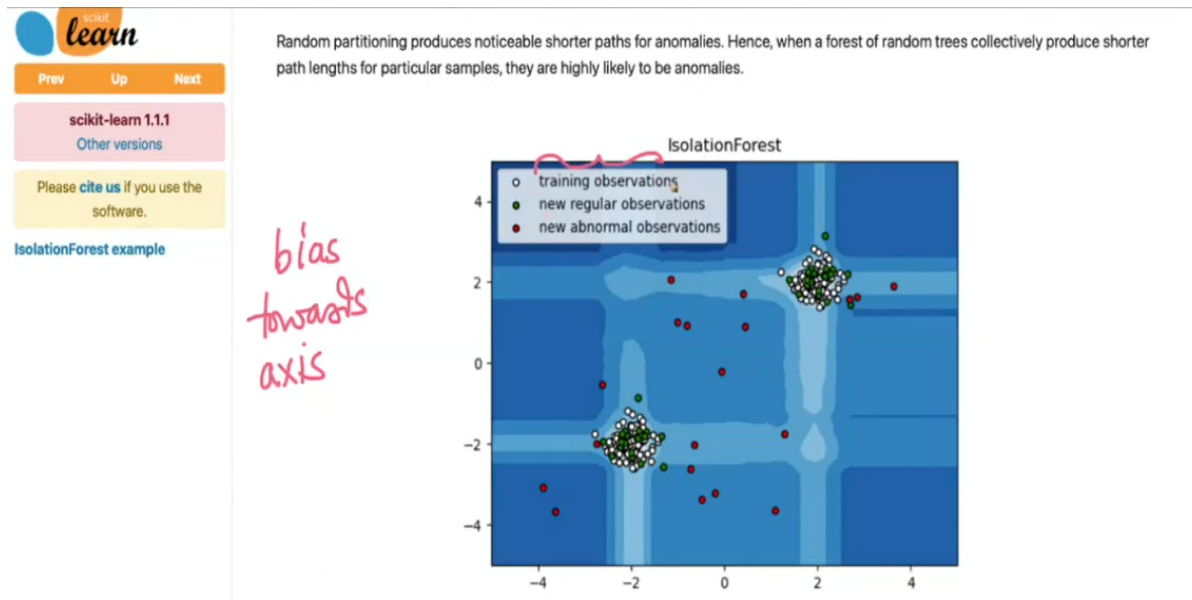 scikit
learn
Prev Up Next
scikit-learn 1.1.1
Other versions
Please cite us if you use the
software.
IsolationForest example
Random partitioning produces noticeable shorter paths for anomalies. Hence, when a forest of random trees collectively produce shorter
path lengths for particular samples, they are highly likely to be anomalies.
IsolationForest
training observations
new regular observations
new abnormal observations
bias
towards
axis
4
2
0
−2
−4
−4 −2 0 2 4